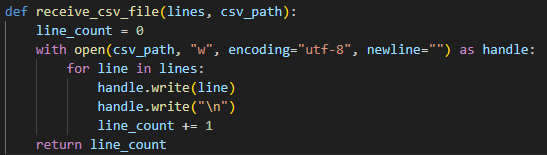 def receive_csv_file(lines, csv_path):
    line_count = 0
    with open(csv_path, "w", encoding="utf-8", newline="") as handle:
        for line in lines:
            handle.write(line)
            handle.write("\n")
            line_count += 1
    return line_count